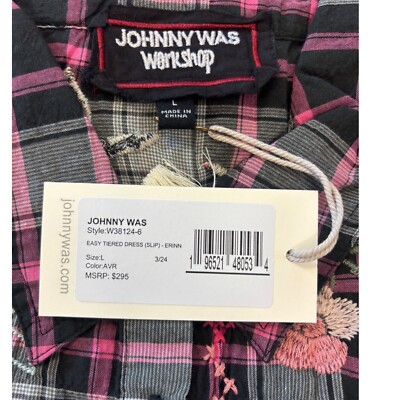 JOHNNY WAS
Workshop
L
MADE IN
CHINA
johnnywas.com
JOHNNY WAS
Style:W36124-6
EASY TIERED DRESS (SLIP) - ERINN
Size:L 3/24
Color:AVR
MSRP: $295
1 96521 48053 4